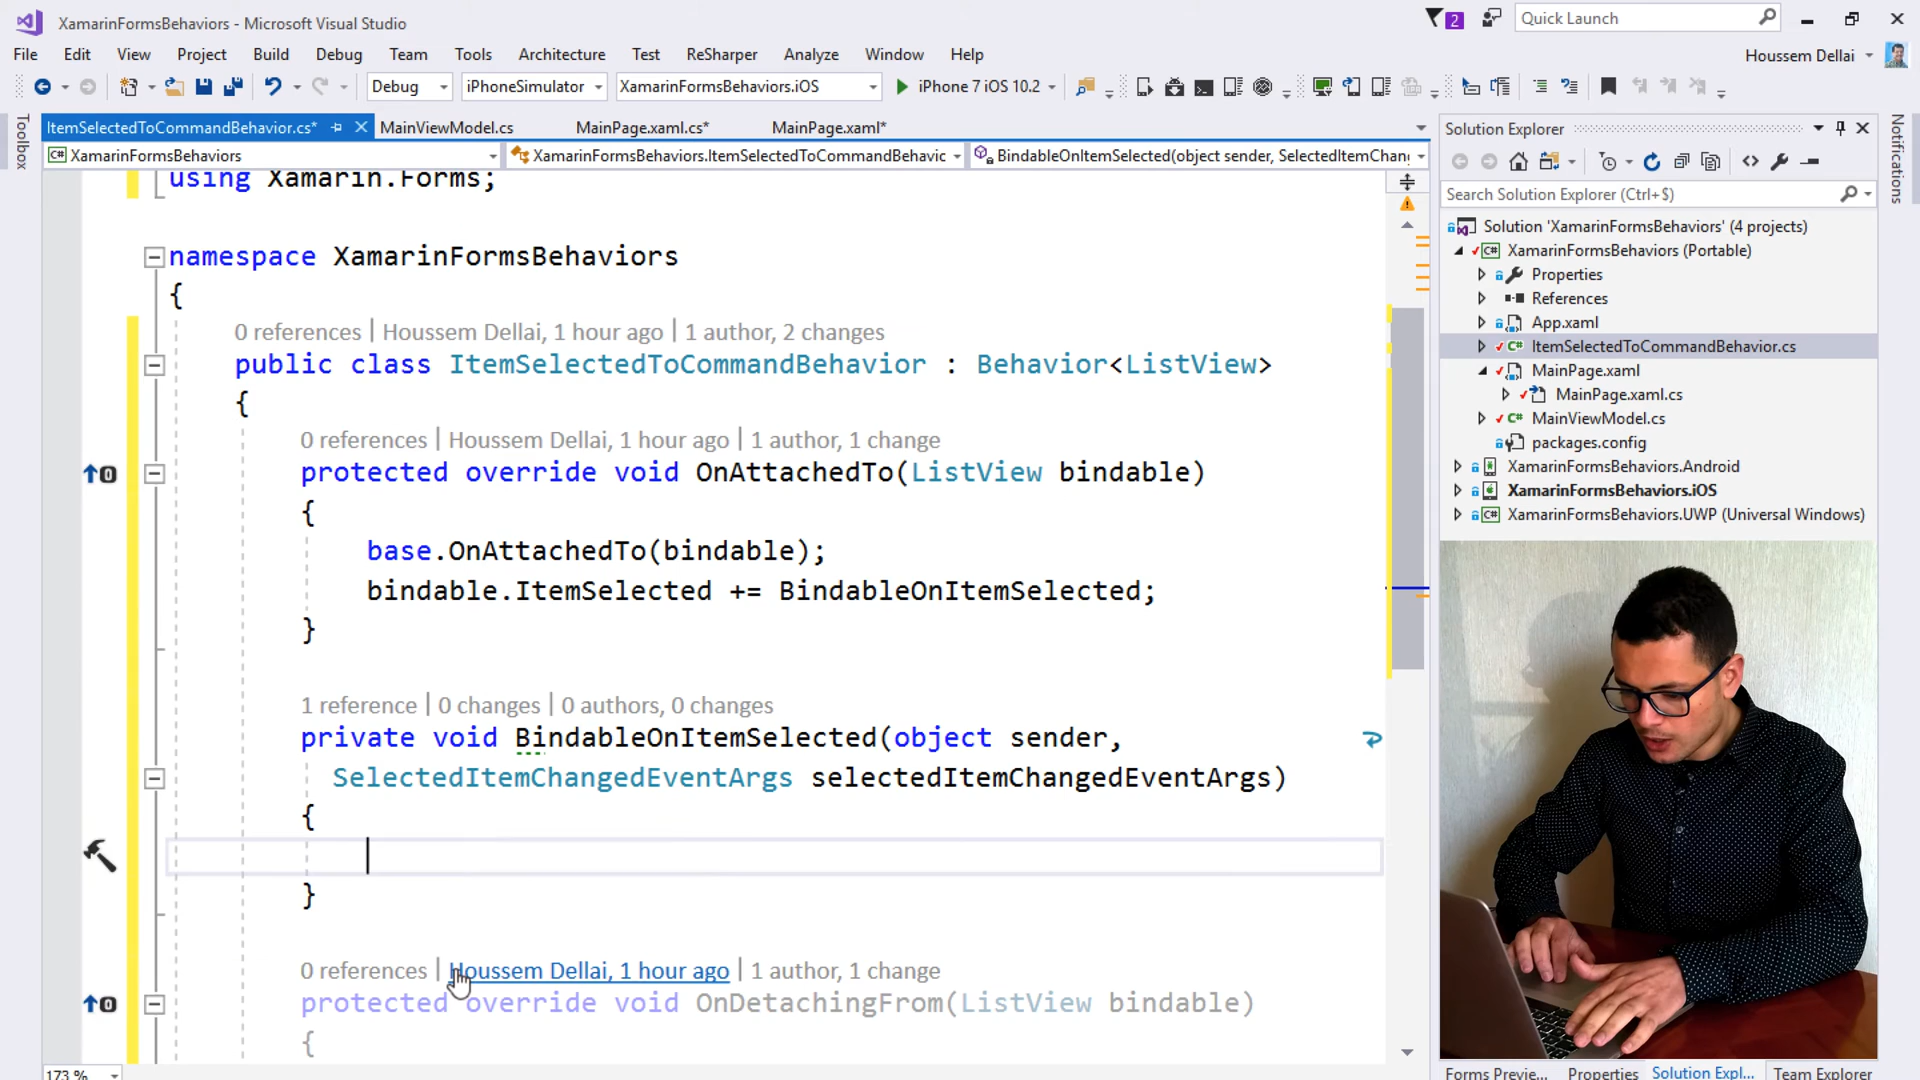 XamarinFormsBehaviors - Microsoft Visual Studio
2
Quick Launch
File Edit View Project Build Debug Team Tools Architecture Test ReSharper Analyze Window Help
Houssem Dellai
Debug iPhoneSimulator XamarinFormsBehaviors.iOS iPhone 7 iOS 10.2
Toolbox
ItemSelectedToCommandBehavior.cs* MainViewModel.cs MainPage.xaml.cs* MainPage.xaml*
C# XamarinFormsBehaviors XamarinFormsBehaviors.ItemSelectedToCommandBehavic BindableOnItemSelected(object sender, SelectedItemChan
using Xamarin.Forms;
namespace XamarinFormsBehaviors
{
0 references | Houssem Dellai, 1 hour ago | 1 author, 2 changes
public class ItemSelectedToCommandBehavior : Behavior<ListView>
{
0 references | Houssem Dellai, 1 hour ago | 1 author, 1 change
protected override void OnAttachedTo(ListView bindable)
{
base.OnAttachedTo(bindable);
bindable.ItemSelected += BindableOnItemSelected;
}
1 reference | 0 changes | 0 authors, 0 changes
private void BindableOnItemSelected(object sender,
SelectedItemChangedEventArgs selectedItemChangedEventArgs)
{
}
0 references | Houssem Dellai, 1 hour ago | 1 author, 1 change
protected override void OnDetachingFrom(ListView bindable)
{
173 %
Solution Explorer
Search Solution Explorer (Ctrl+$)
Solution 'XamarinFormsBehaviors' (4 projects)
C# XamarinFormsBehaviors (Portable)
Properties
References
App.xaml
C# ItemSelectedToCommandBehavior.cs
MainPage.xaml
MainPage.xaml.cs
C# MainViewModel.cs
packages.config
XamarinFormsBehaviors.Android
XamarinFormsBehaviors.iOS
C# XamarinFormsBehaviors.UWP (Universal Windows)
Forms Previe... Properties Solution Expl... Team Explorer
Notifications